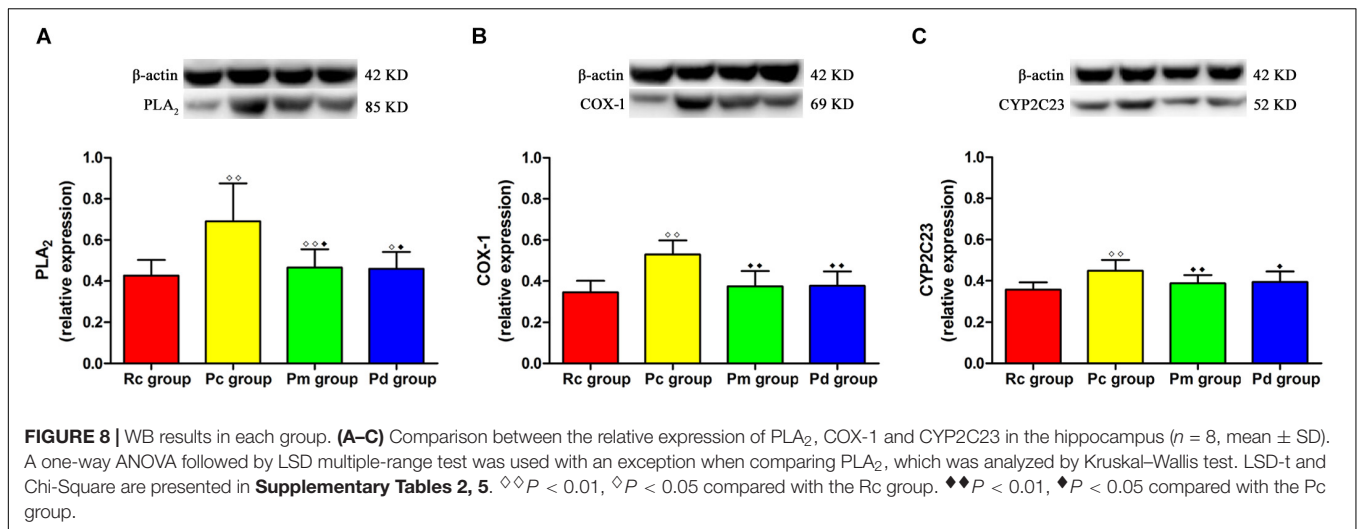 A
β-actin 42 KD
PLA₂ 85 KD
PLA₂
(relative expression)
1.0
0.8
0.6
0.4
0.2
0.0
◇◇
◇◇◆
◇◆
Rc group Pc group Pm group Pd group
B
β-actin 42 KD
COX-1 69 KD
COX-1
(relative expression)
1.0
0.8
0.6
0.4
0.2
0.0
◇◇
◆◆
◆◆
Rc group Pc group Pm group Pd group
C
β-actin 42 KD
CYP2C23 52 KD
CYP2C23
(relative expression)
1.0
0.8
0.6
0.4
0.2
0.0
◇◇
◆◆
◆
Rc group Pc group Pm group Pd group
FIGURE 8 | WB results in each group. (A–C) Comparison between the relative expression of PLA₂, COX-1 and CYP2C23 in the hippocampus (n = 8, mean ± SD).
A one-way ANOVA followed by LSD multiple-range test was used with an exception when comparing PLA₂, which was analyzed by Kruskal–Wallis test. LSD-t and
Chi-Square are presented in Supplementary Tables 2, 5. ◇◇P < 0.01, ◇P < 0.05 compared with the Rc group. ◆◆P < 0.01, ◆P < 0.05 compared with the Pc
group.